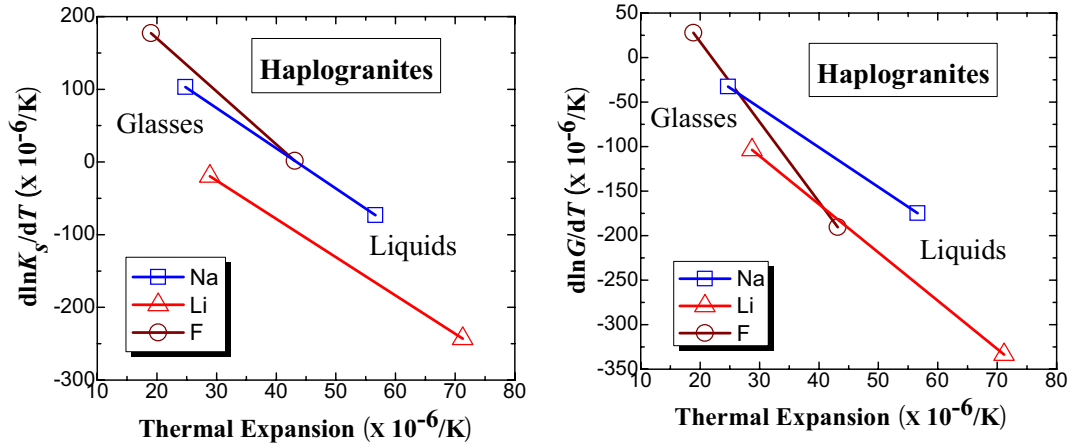 Haplogranites
Glasses
Liquids
Na
Li
F
100
0
-100
-200
-300
10 20 30 40 50 60 70 80
dlnKs/dT (x 10-6/K)
Thermal Expansion (x 10-6/K)
Haplogranites
Glasses
Liquids
Na
Li
F
50
0
-50
-100
-150
-200
-250
-300
-350
10 20 30 40 50 60 70 80
dlnG/dT (x 10-6/K)
Thermal Expansion (x 10-6/K)
200